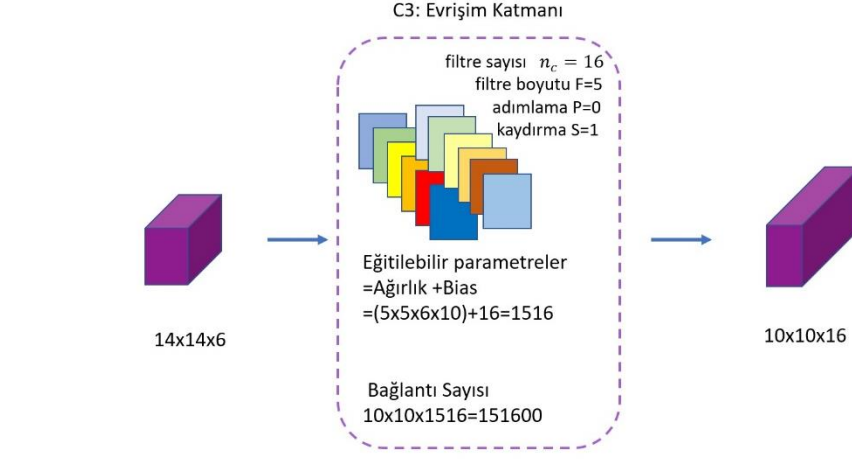 C3: Evrişim Katmanı
filtre sayısı n_c = 16
filtre boyutu F=5
adımlama P=0
kaydırma S=1
Eğitilebilir parametreler
=Ağırlık +Bias
=(5x5x6x10)+16=1516
14x14x6
10x10x16
Bağlantı Sayısı
10x10x1516=151600